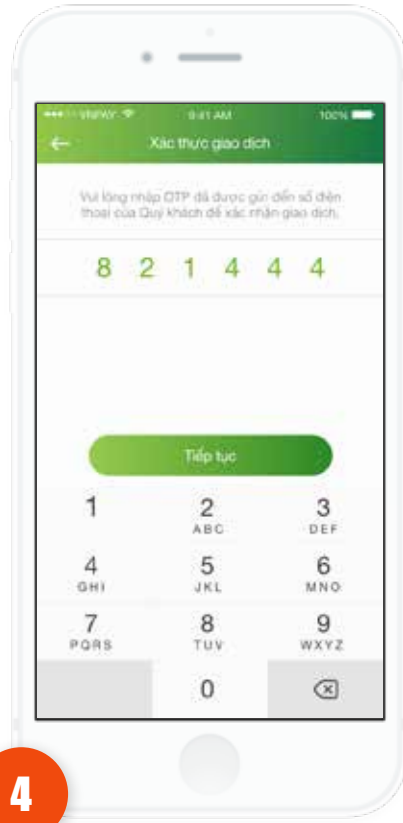 VNPAY 9:41 AM 100%
Xác thực giao dịch
Vui lòng nhập OTP đã được gửi đến số điện
thoại của Quý khách để xác nhận giao dịch.
8 2 1 4 4 4
Tiếp tục
1 2 3
ABC DEF
4 5 6
GHI JKL MNO
7 8 9
PQRS TUV WXYZ
0
4